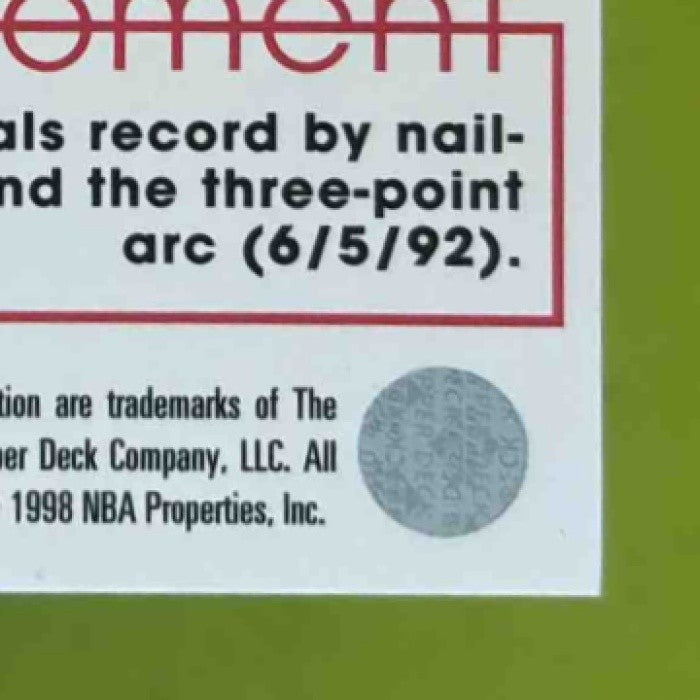 oment
als record by nail-
nd the three-point
arc (6/5/92).
tion are trademarks of The
per Deck Company, LLC. All
1998 NBA Properties, Inc.